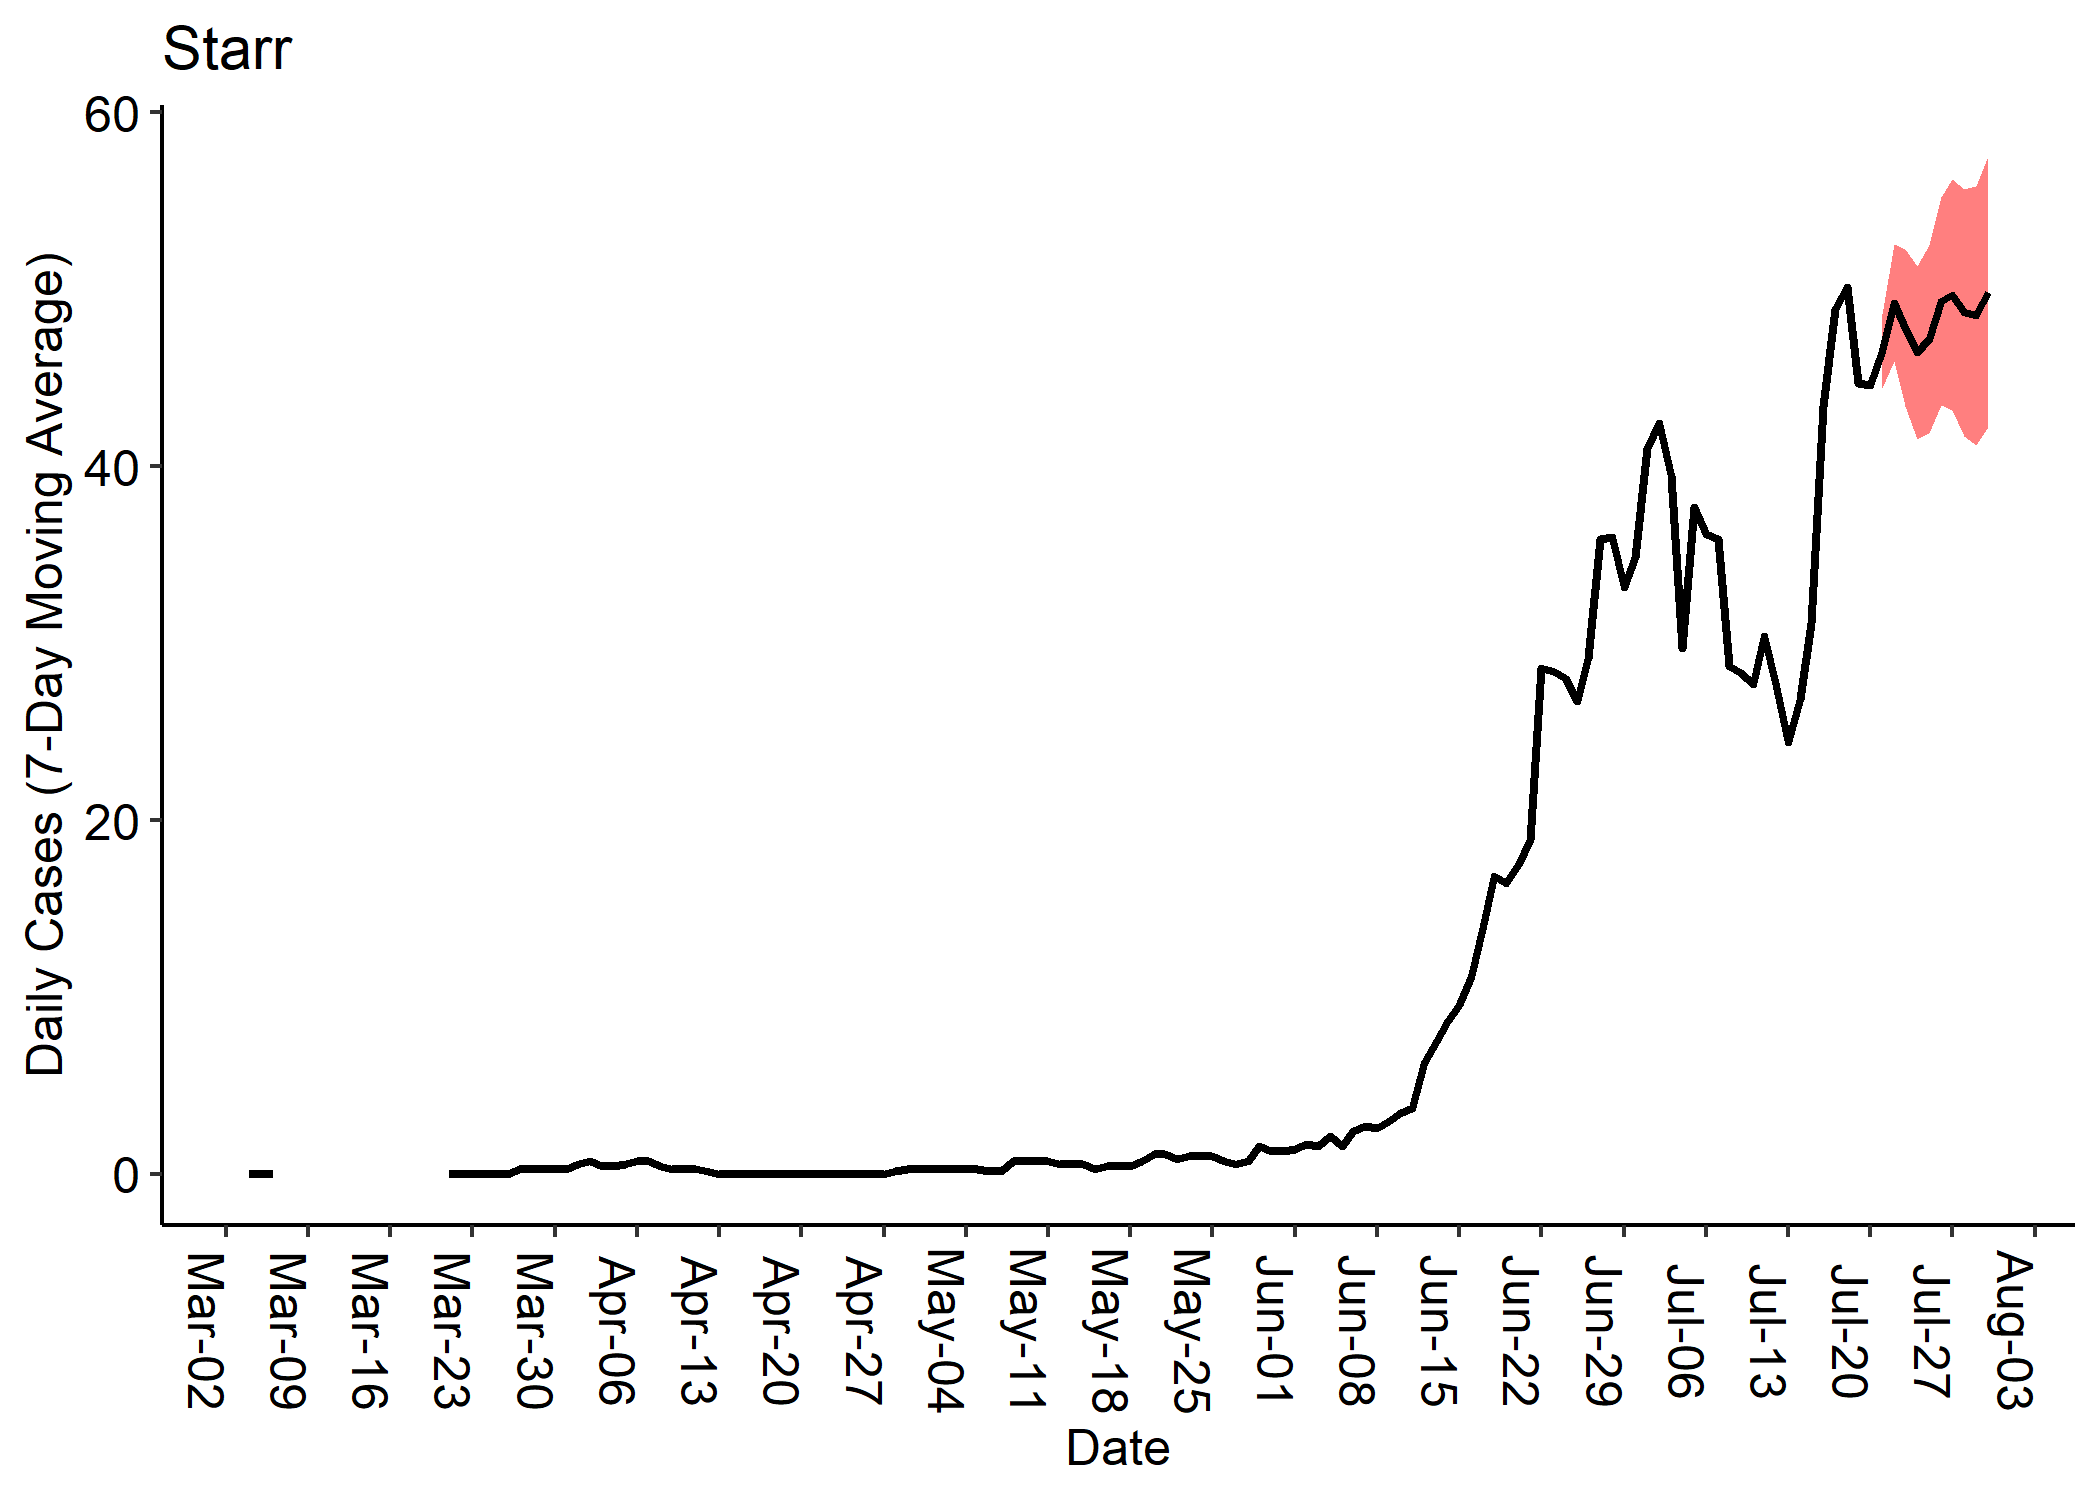 Starr
Daily Cases (7-Day Moving Average)
60
40
20
0
Mar-02
Mar-09
Mar-16
Mar-23
Mar-30
Apr-06
Apr-13
Apr-20
Apr-27
May-04
May-11
May-18
May-25
Jun-01
Jun-08
Jun-15
Jun-22
Jun-29
Jul-06
Jul-13
Jul-20
Jul-27
Aug-03
Date